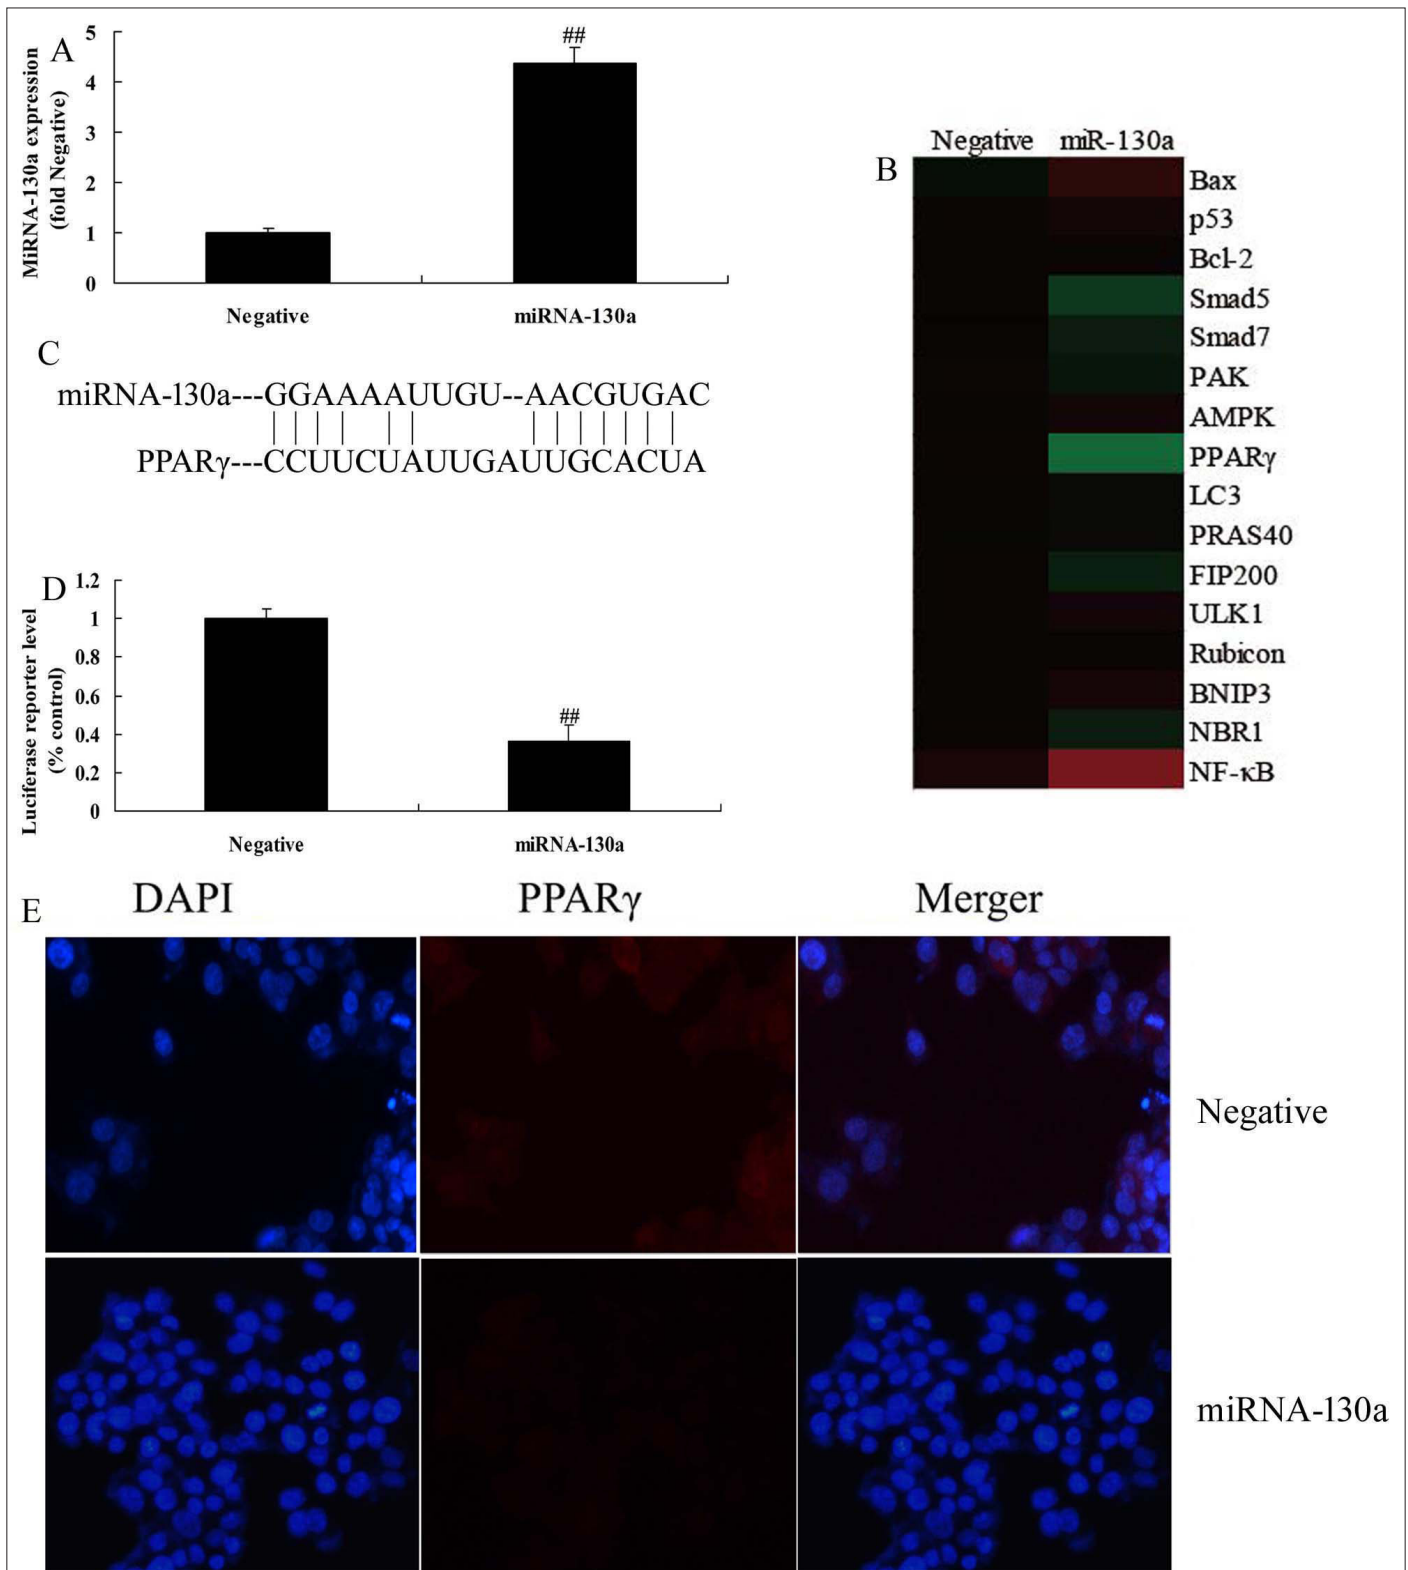 A
MiRNA-130a expression
(fold Negative)
5
4
3
2
1
0
##
Negative
miRNA-130a
B
Negative miR-130a
Bax
p53
Bcl-2
Smad5
Smad7
PAK
AMPK
PPARγ
LC3
PRAS40
FIP200
ULK1
Rubicon
BNIP3
NBR1
NF-κB
C
miRNA-130a---GGAAAAUUGU--AACGUGAC
PPARγ---CCUUCUAUUGAUUGCACUA
D
Luciferase reporter level
(% control)
1.2
1
0.8
0.6
0.4
0.2
0
##
Negative
miRNA-130a
E
DAPI PPARγ Merger
Negative
miRNA-130a